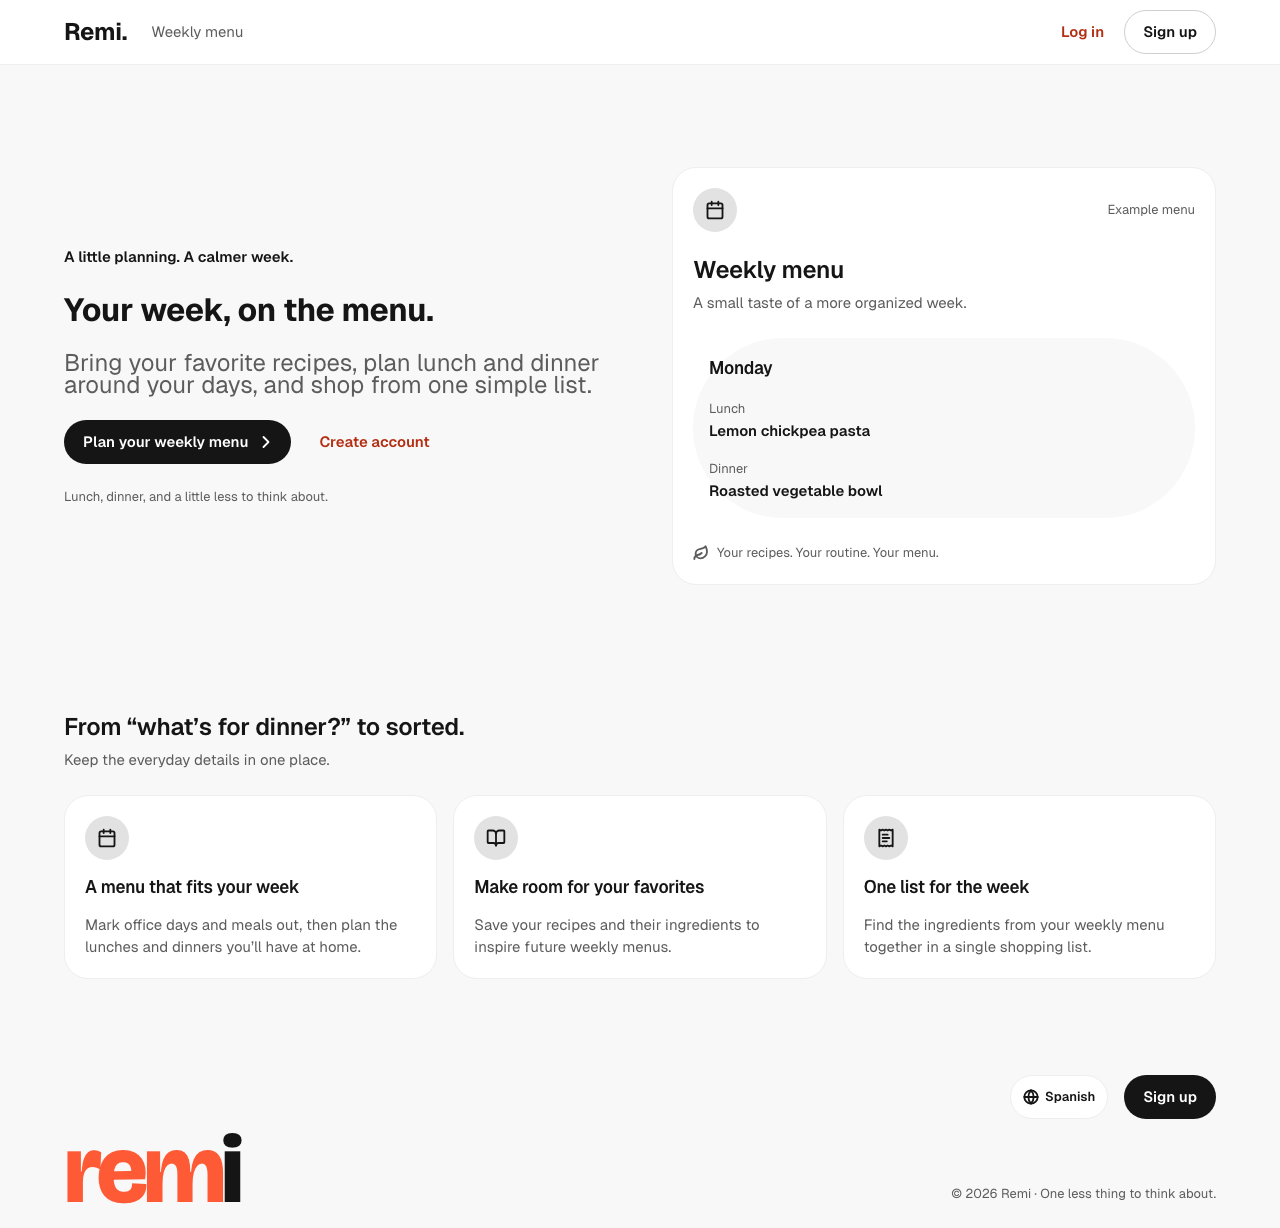 Remi.
Weekly menu
Log in
Sign up
A little planning. A calmer week.
Your week, on the menu.
Bring your favorite recipes, plan lunch and dinner
around your days, and shop from one simple list.
Plan your weekly menu
Create account
Lunch, dinner, and a little less to think about.
Example menu
Weekly menu
A small taste of a more organized week.
Monday
Lunch
Lemon chickpea pasta
Dinner
Roasted vegetable bowl
Your recipes. Your routine. Your menu.
From “what’s for dinner?” to sorted.
Keep the everyday details in one place.
A menu that fits your week
Mark office days and meals out, then plan the
lunches and dinners you’ll have at home.
Make room for your favorites
Save your recipes and their ingredients to
inspire future weekly menus.
One list for the week
Find the ingredients from your weekly menu
together in a single shopping list.
Spanish
Sign up
remi
© 2026 Remi · One less thing to think about.